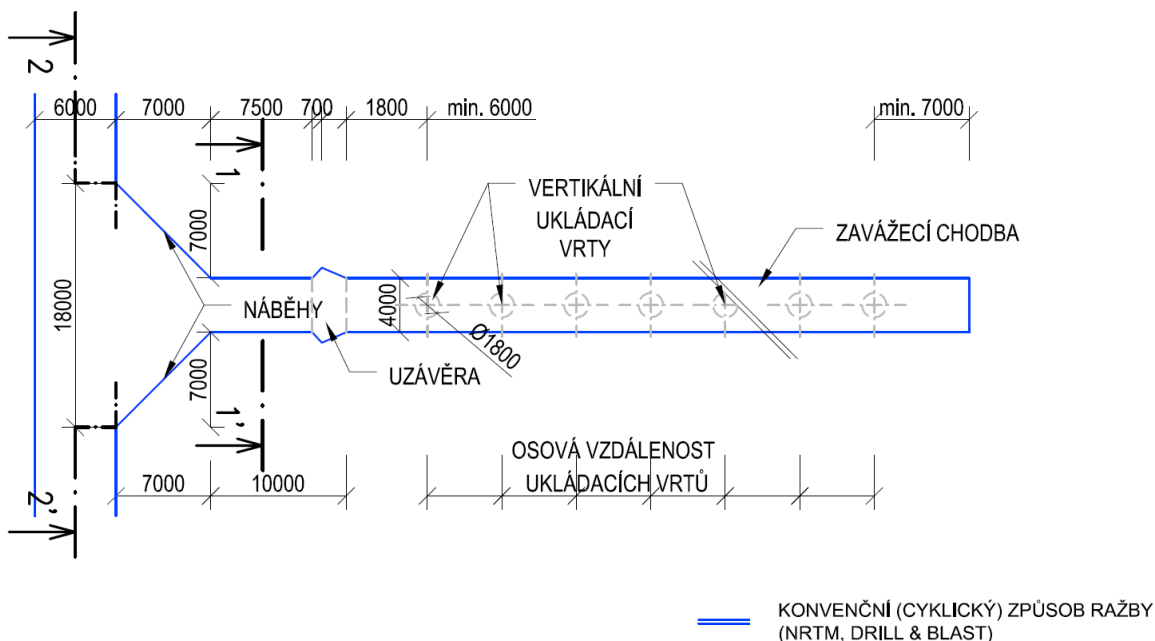 2
6000
7000
7500
700
1800
min. 6000
min. 7000
1
VERTIKÁLNÍ
UKLÁDACÍ
VRTY
ZAVÁŽECÍ CHODBA
7000
18000
NÁBĚHY
4000
Ø1800
7000
UZÁVĚRA
1'
OSOVÁ VZDÁLENOST
UKLÁDACÍCH VRTŮ
7000
10000
2'
KONVENČNÍ (CYKLICKÝ) ZPŮSOB RAŽBY
(NRTM, DRILL & BLAST)